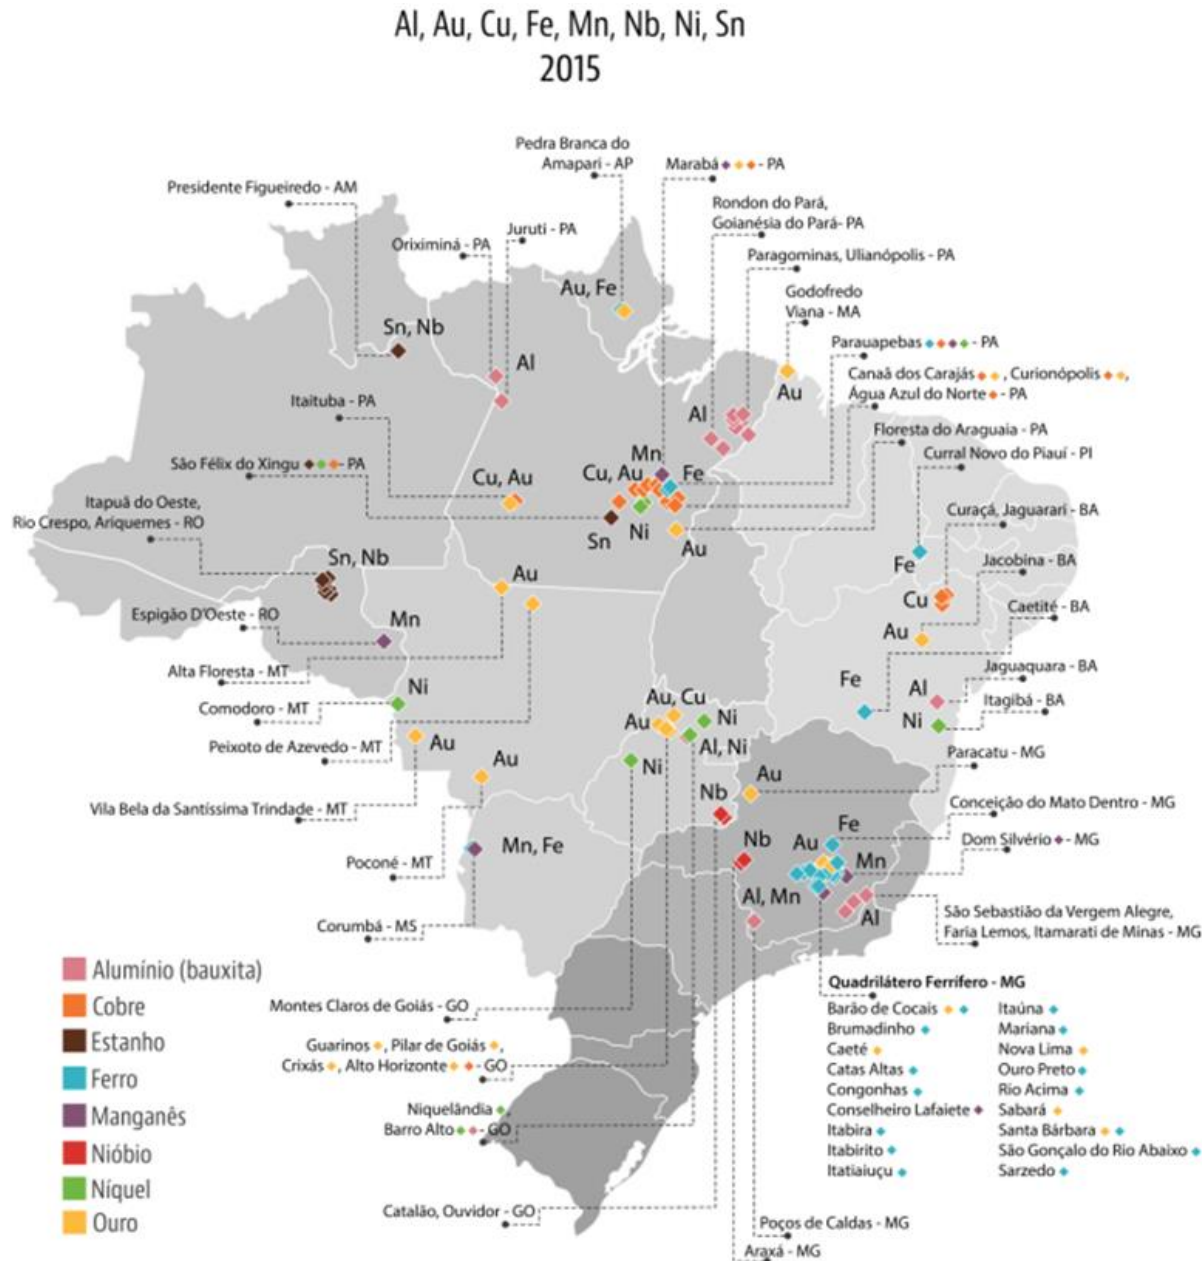 Al, Au, Cu, Fe, Mn, Nb, Ni, Sn
2015
Pedra Branca do
Amapari - AP
Marabá - PA
Presidente Figueiredo - AM
Rondon do Pará,
Goianésia do Pará- PA
Juruti - PA
Oriximiná - PA
Paragominas, Ulianópolis - PA
Au, Fe
Godofredo
Viana - MA
Sn, Nb
Parauapebas - PA
Al
Canaã dos Carajás , Curionópolis ,
Água Azul do Norte - PA
Au
Itaituba - PA
Al
Floresta do Araguaia - PA
Mn
Curral Novo do Piauí - PI
São Félix do Xingu - PA
Cu, Au
Cu, Au
Fe
Itapuã do Oeste,
Rio Crespo, Ariquemes - RO
Curaçá, Jaguarari - BA
Ni
Sn
Au
Sn, Nb
Fe
Jacobina - BA
Au
Cu
Caetité - BA
Espigão D'Oeste - RO
Mn
Au
Alta Floresta - MT
Jaguaquara - BA
Fe
Al
Ni
Au, Cu
Itagibá - BA
Comodoro - MT
Au
Ni
Ni
Peixoto de Azevedo - MT
Au
Al, Ni
Paracatu - MG
Au
Ni
Au
Nb
Vila Bela da Santíssima Trindade - MT
Conceição do Mato Dentro - MG
Fe
Dom Silvério - MG
Nb
Au
Mn, Fe
Mn
Poconé - MT
Al, Mn
Al
São Sebastião da Vergem Alegre,
Faria Lemos, Itamarati de Minas - MG
Corumbá - MS
Alumínio (bauxita)
Cobre
Estanho
Ferro
Manganês
Nióbio
Níquel
Ouro
Montes Claros de Goiás - GO
Guarinos , Pilar de Goiás ,
Crixás , Alto Horizonte - GO
Niquelândia
Barro Alto - GO
Catalão, Ouvidor - GO
Quadrilátero Ferrífero - MG
Barão de Cocais
Brumadinho
Caeté
Catas Altas
Congonhas
Conselheiro Lafaiete
Itabira
Itabirito
Itatiaiuçu
Itaúna
Mariana
Nova Lima
Ouro Preto
Rio Acima
Sabará
Santa Bárbara
São Gonçalo do Rio Abaixo
Sarzedo
Poços de Caldas - MG
Araxá - MG